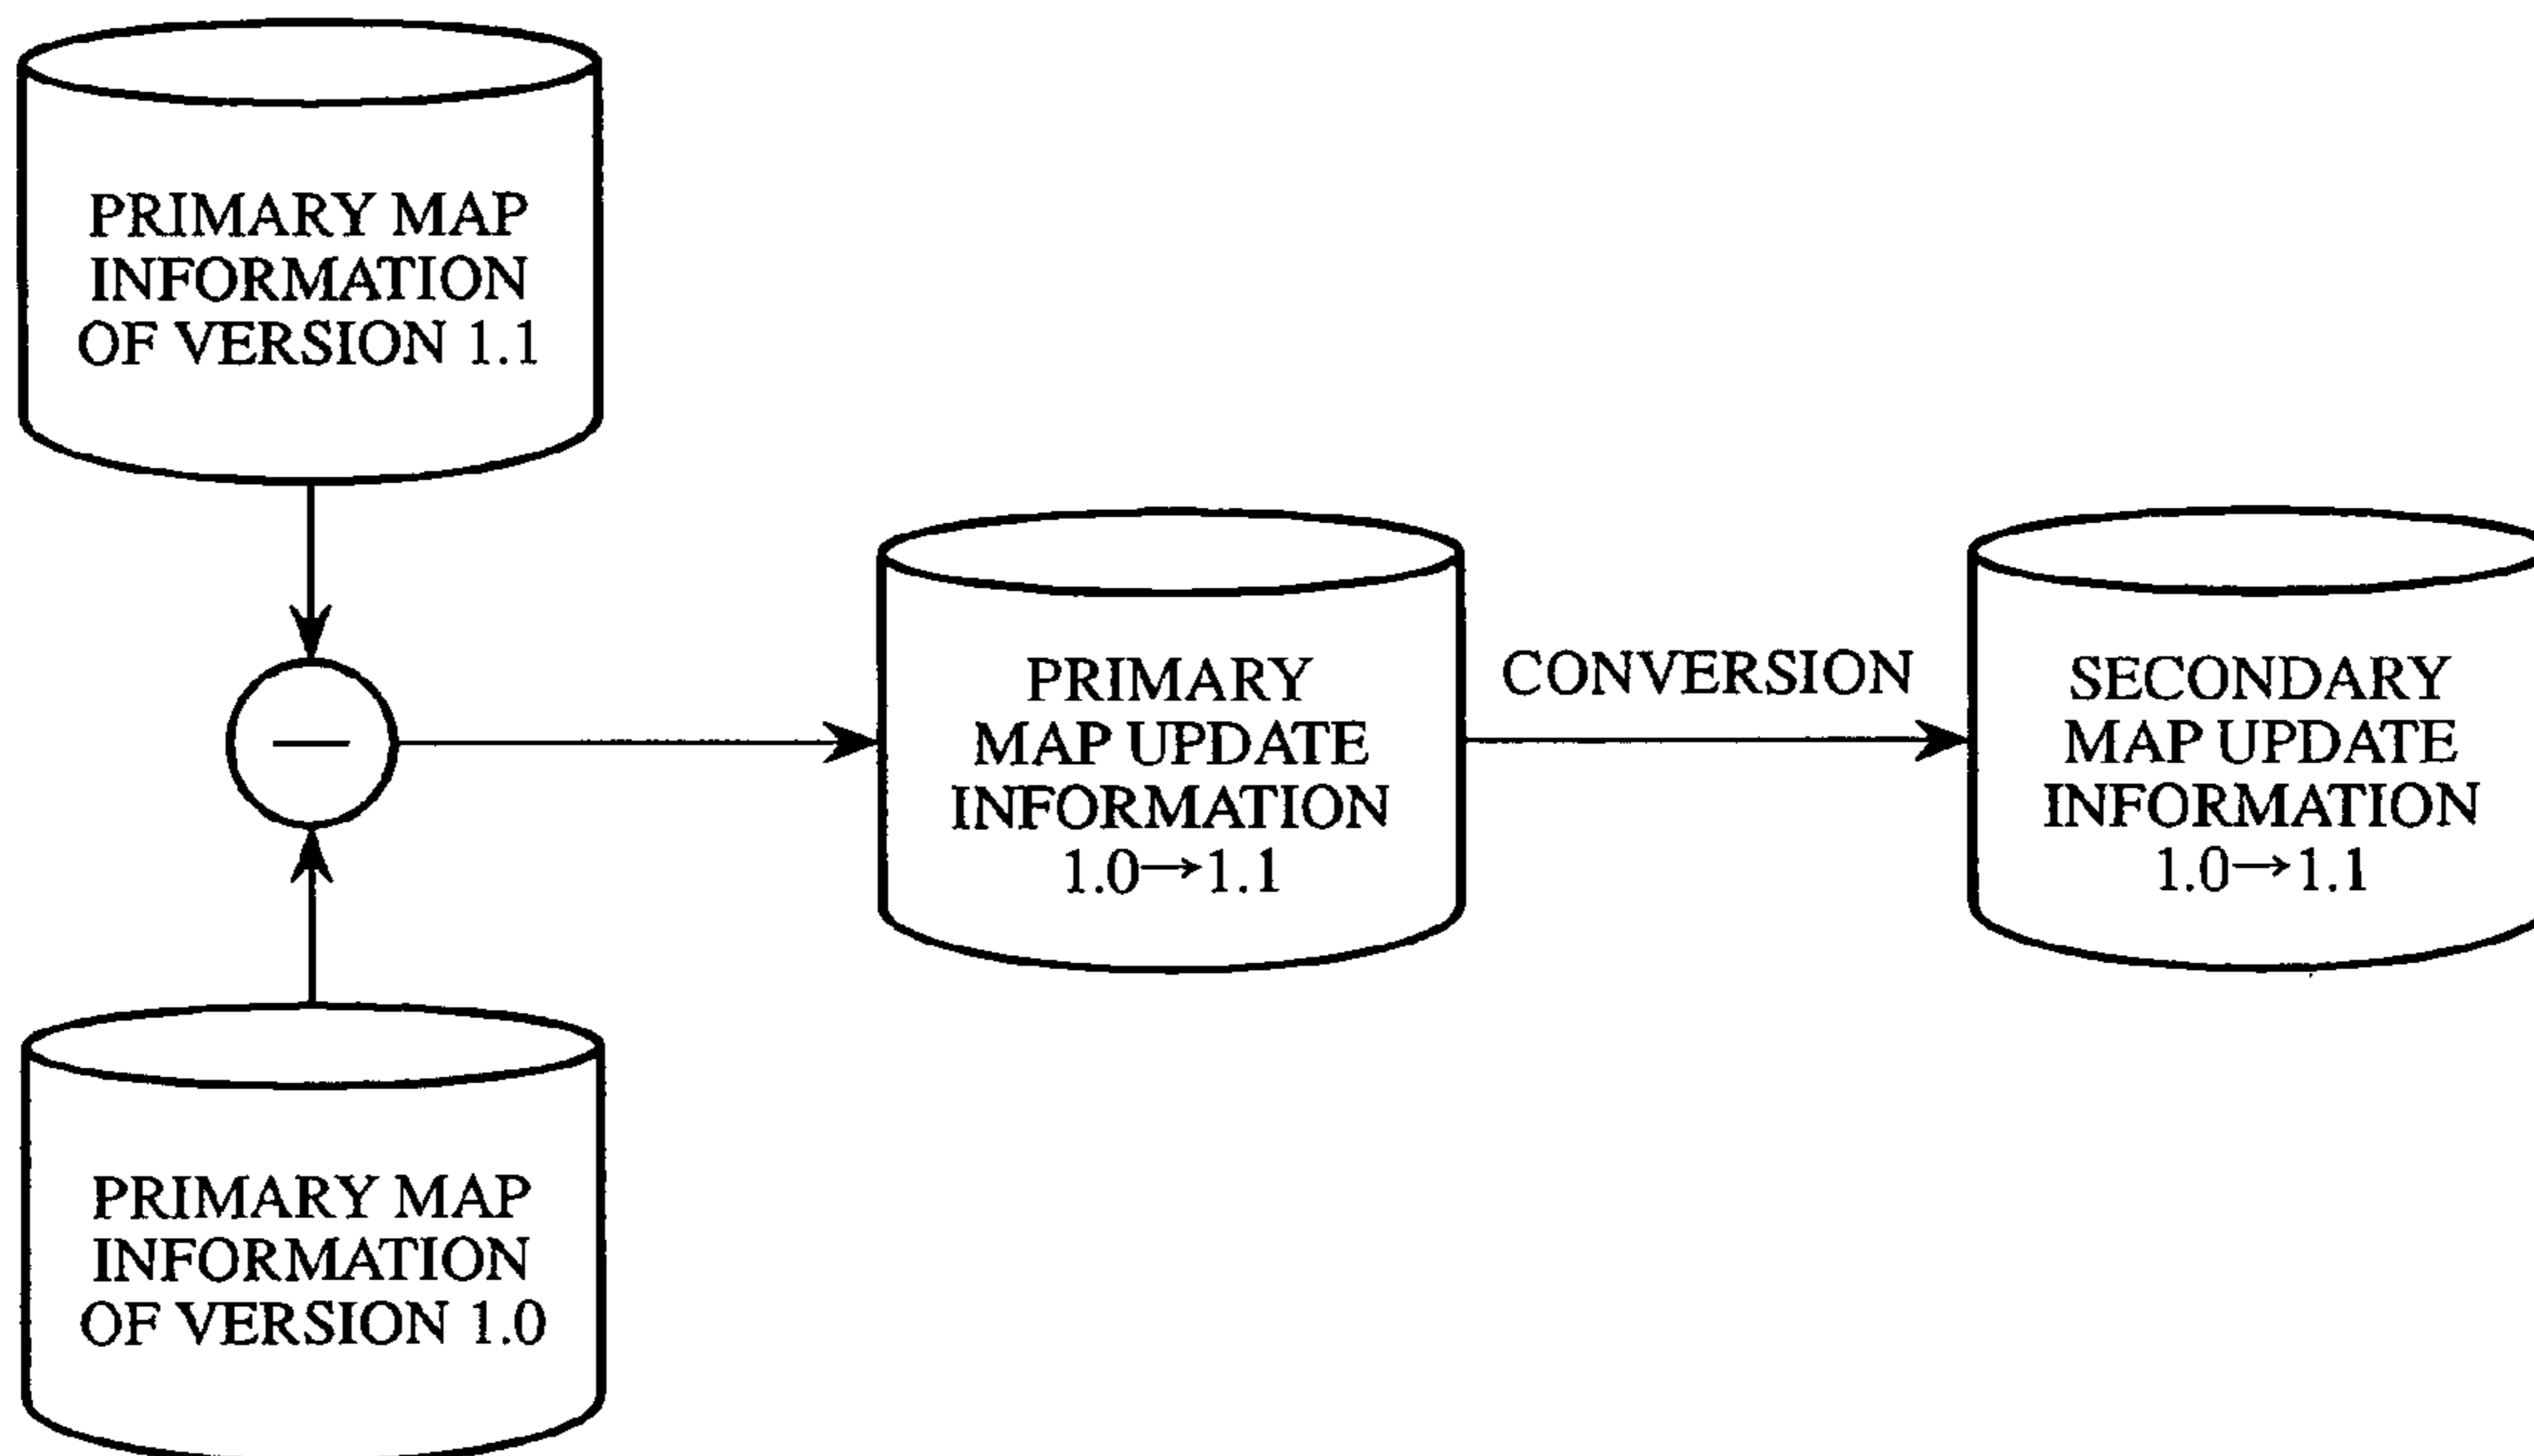 PRIMARY MAP
INFORMATION
OF VERSION 1.1
PRIMARY
MAP UPDATE
INFORMATION
1.0→1.1
CONVERSION
SECONDARY
MAP UPDATE
INFORMATION
1.0→1.1
PRIMARY MAP
INFORMATION
OF VERSION 1.0